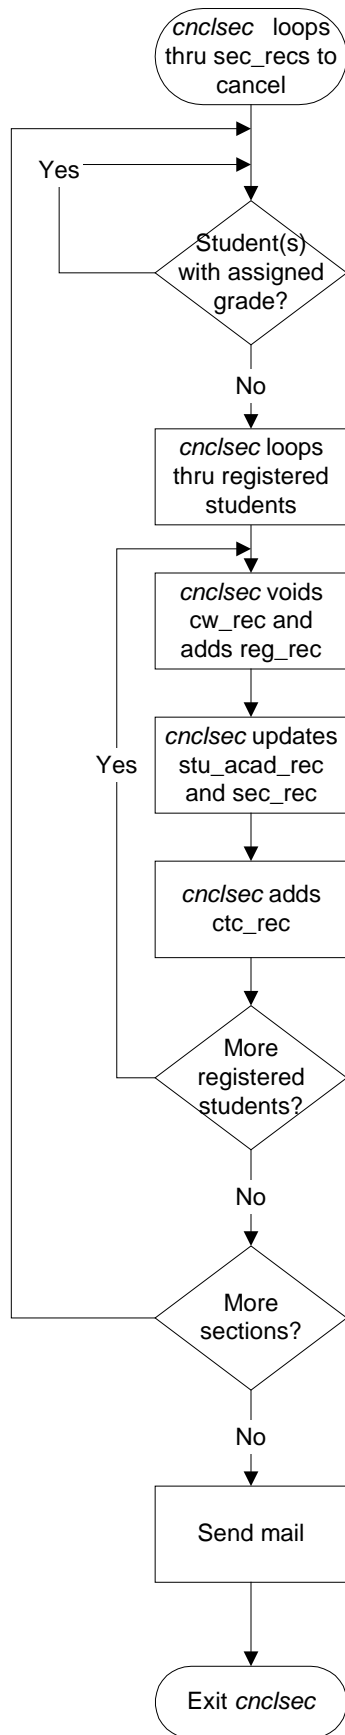 cnclsec loops
thru sec_recs to
cancel
Yes
Student(s)
with assigned
grade?
No
cnclsec loops
thru registered
students
cnclsec voids
cw_rec and
adds reg_rec
cnclsec updates
stu_acad_rec
and sec_rec
Yes
cnclsec adds
ctc_rec
More
registered
students?
No
More
sections?
No
Send mail
Exit cnclsec